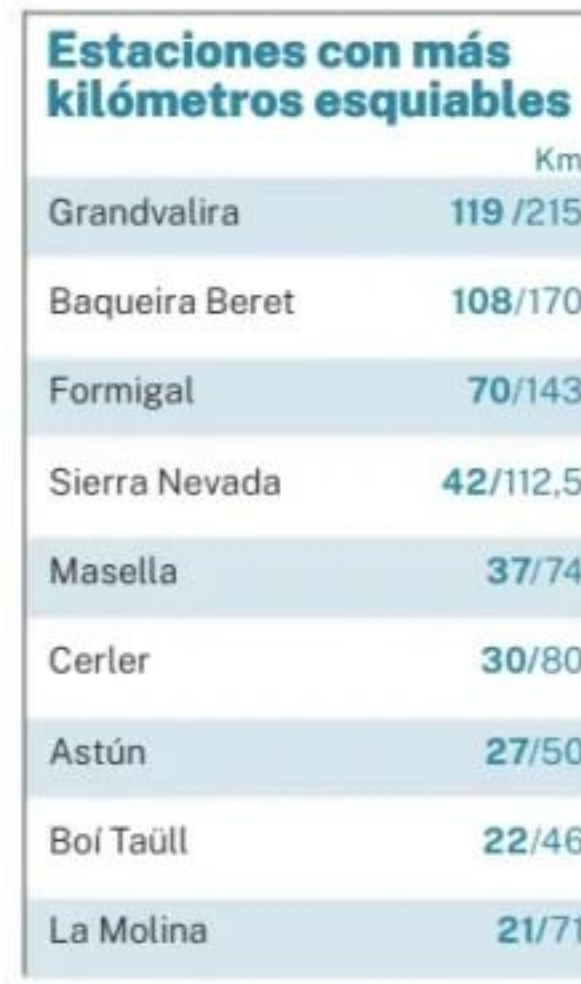 Estaciones con más
kilómetros esquiables
Km
Grandvalira 119 /215
Baqueira Beret 108/170
Formigal 70/143
Sierra Nevada 42/112,5
Masella 37/74
Cerler 30/80
Astún 27/50
Boí Taüll 22/46
La Molina 21/71